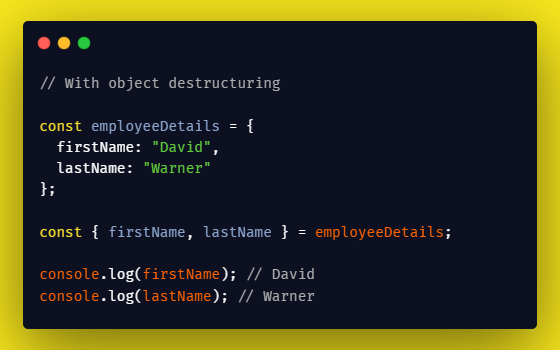 // With object destructuring

const employeeDetails = {
  firstName: "David",
  lastName: "Warner"
};

const { firstName, lastName } = employeeDetails;

console.log(firstName); // David
console.log(lastName); // Warner